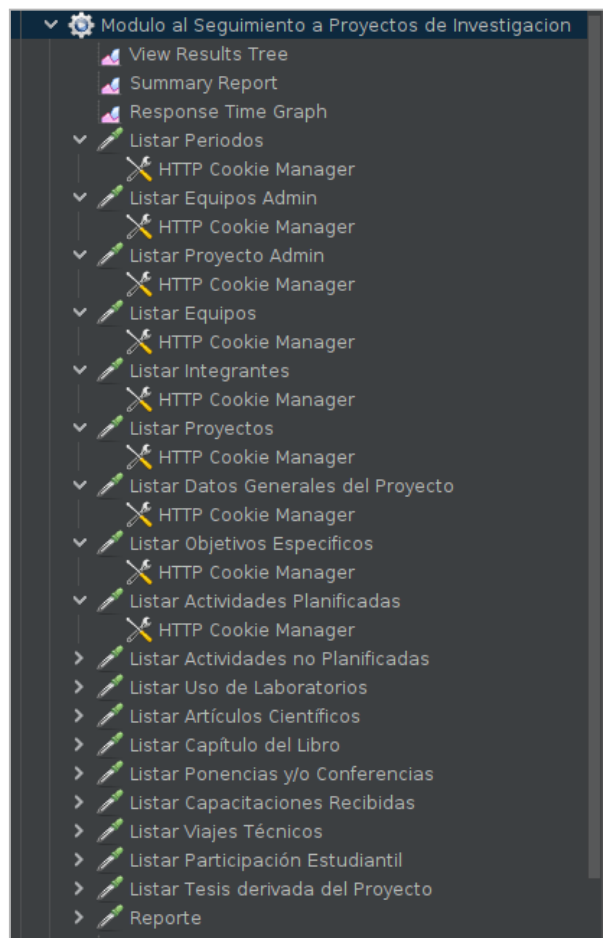 Modulo al Seguimiento a Proyectos de Investigacion
View Results Tree
Summary Report
Response Time Graph
Listar Periodos
HTTP Cookie Manager
Listar Equipos Admin
HTTP Cookie Manager
Listar Proyecto Admin
HTTP Cookie Manager
Listar Equipos
HTTP Cookie Manager
Listar Integrantes
HTTP Cookie Manager
Listar Proyectos
HTTP Cookie Manager
Listar Datos Generales del Proyecto
HTTP Cookie Manager
Listar Objetivos Especificos
HTTP Cookie Manager
Listar Actividades Planificadas
HTTP Cookie Manager
Listar Actividades no Planificadas
Listar Uso de Laboratorios
Listar Artículos Científicos
Listar Capítulo del Libro
Listar Ponencias y/o Conferencias
Listar Capacitaciones Recibidas
Listar Viajes Técnicos
Listar Participación Estudiantil
Listar Tesis derivada del Proyecto
Reporte